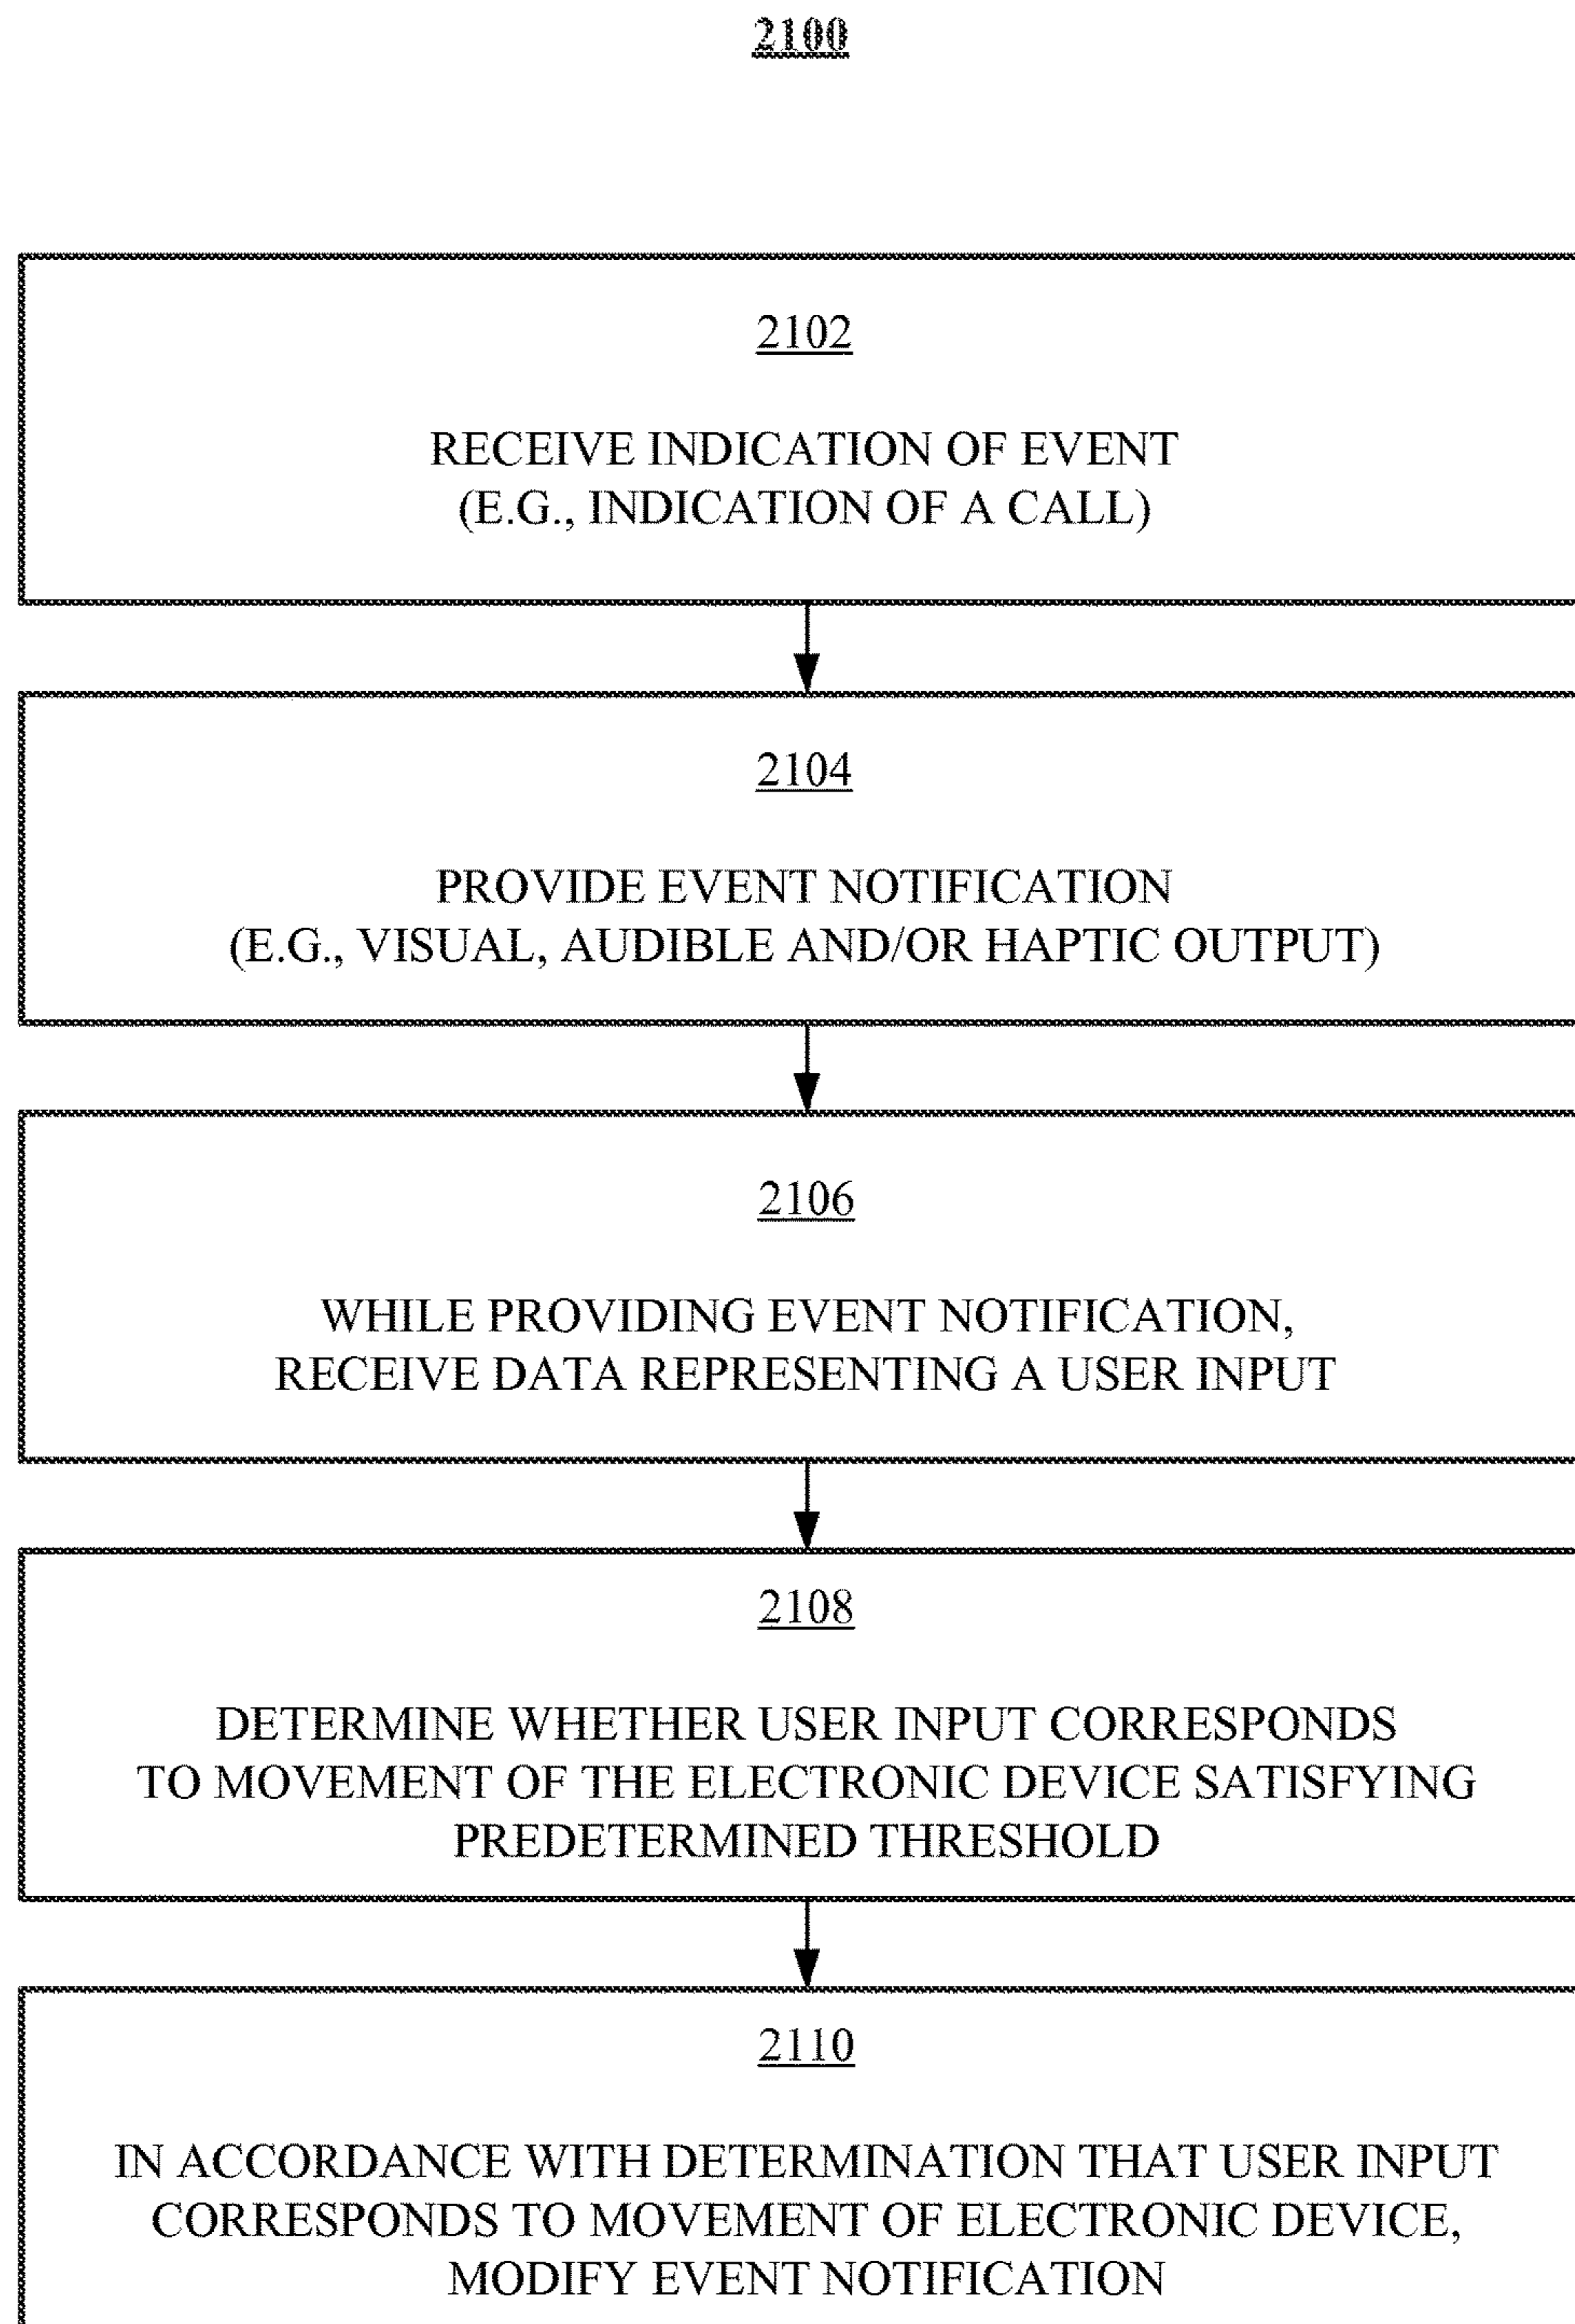 2100
2102
RECEIVE INDICATION OF EVENT
(E.G., INDICATION OF A CALL)
2104
PROVIDE EVENT NOTIFICATION
(E.G., VISUAL, AUDIBLE AND/OR HAPTIC OUTPUT)
2106
WHILE PROVIDING EVENT NOTIFICATION,
RECEIVE DATA REPRESENTING A USER INPUT
2108
DETERMINE WHETHER USER INPUT CORRESPONDS
TO MOVEMENT OF THE ELECTRONIC DEVICE SATISFYING
PREDETERMINED THRESHOLD
2110
IN ACCORDANCE WITH DETERMINATION THAT USER INPUT
CORRESPONDS TO MOVEMENT OF ELECTRONIC DEVICE,
MODIFY EVENT NOTIFICATION